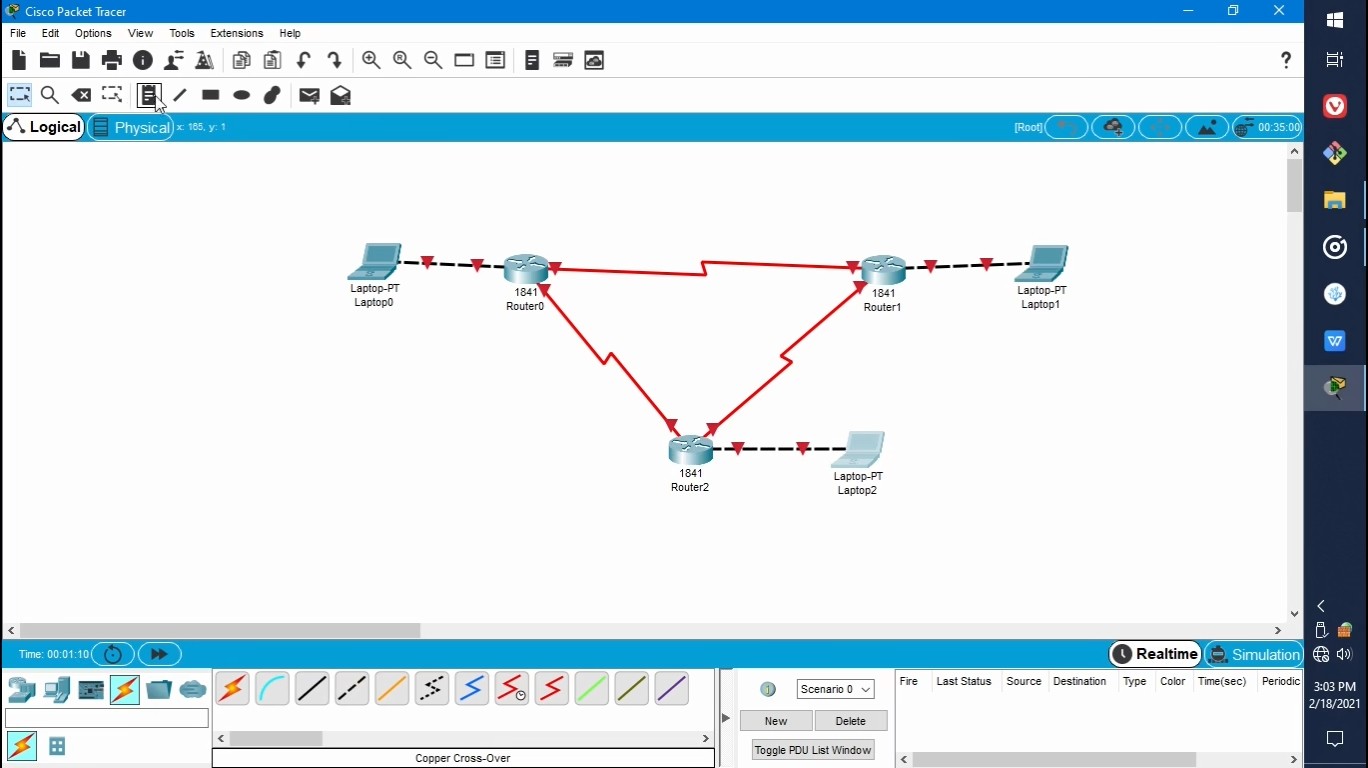 Cisco Packet Tracer
File Edit Options View Tools Extensions Help
Logical Physical x: 165, y: 1 [Root] 00:35:00
Laptop-PT
Laptop0
1841
Router0
1841
Router1
Laptop-PT
Laptop1
1841
Router2
Laptop-PT
Laptop2
Time: 00:01:10 Realtime Simulation
Scenario 0
New Delete
Toggle PDU List Window
Fire Last Status Source Destination Type Color Time(sec) Periodic
Copper Cross-Over
3:03 PM
2/18/2021